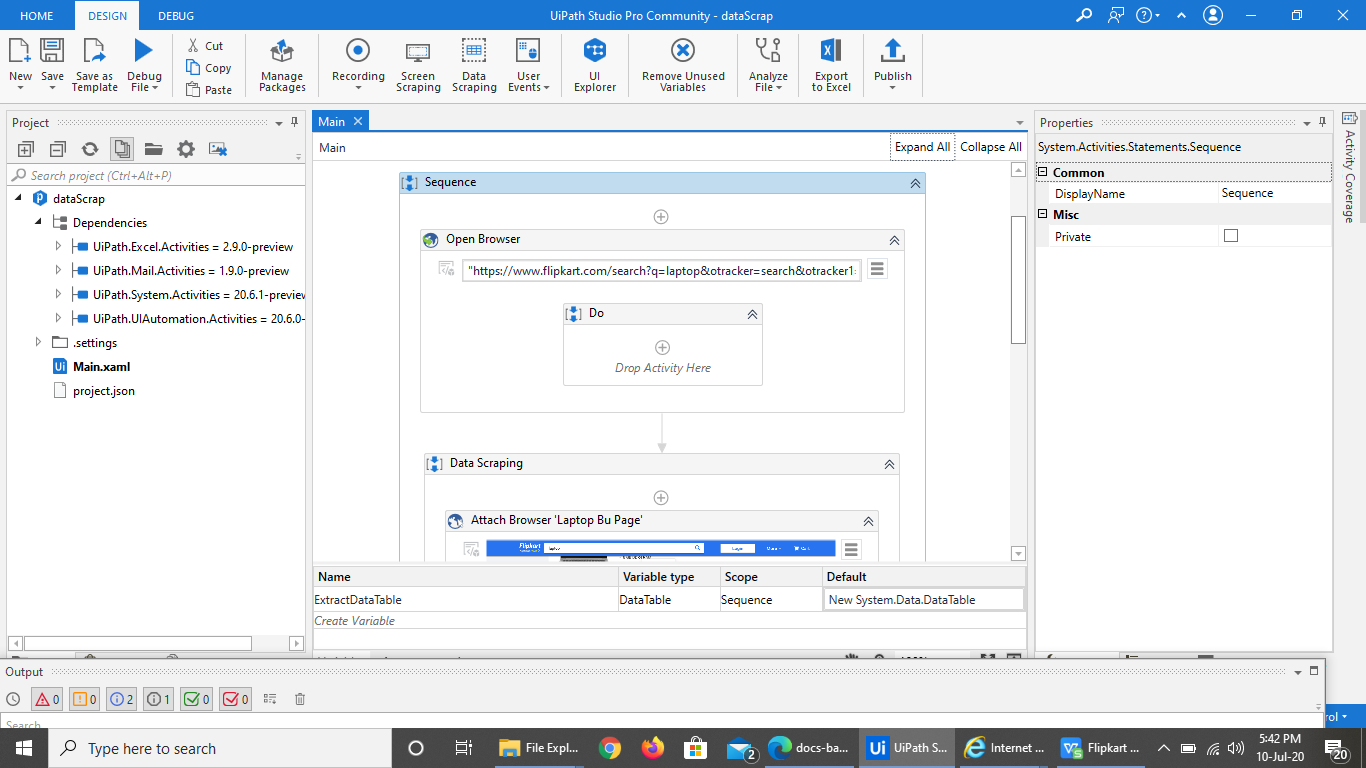 HOME DESIGN DEBUG UiPath Studio Pro Community - dataScrap
New Save Save as Template Debug File Cut Copy Paste Manage Packages Recording Screen Scraping Data Scraping User Events UI Explorer Remove Unused Variables Analyze File Export to Excel Publish
Project
Search project (Ctrl+Alt+P)
dataScrap
Dependencies
UiPath.Excel.Activities = 2.9.0-preview
UiPath.Mail.Activities = 1.9.0-preview
UiPath.System.Activities = 20.6.1-preview
UiPath.UIAutomation.Activities = 20.6.0-
.settings
Main.xaml
project.json
Main
Main Expand All Collapse All
Sequence
Open Browser
"https://www.flipkart.com/search?q=laptop&otracker=search&otracker1=
Do
Drop Activity Here
Data Scraping
Attach Browser 'Laptop Bu Page'
Flipkart laptop Login More Cart
Name Variable type Scope Default
ExtractDataTable DataTable Sequence New System.Data.DataTable
Create Variable
Properties
System.Activities.Statements.Sequence
Common
DisplayName Sequence
Misc
Private
Activity Coverage
Output
0 0 2 1 0 0
Search
rol
Type here to search
2
File Expl... docs-ba... UiPath S... Internet ... Flipkart ...
5:42 PM
10-Jul-20
20